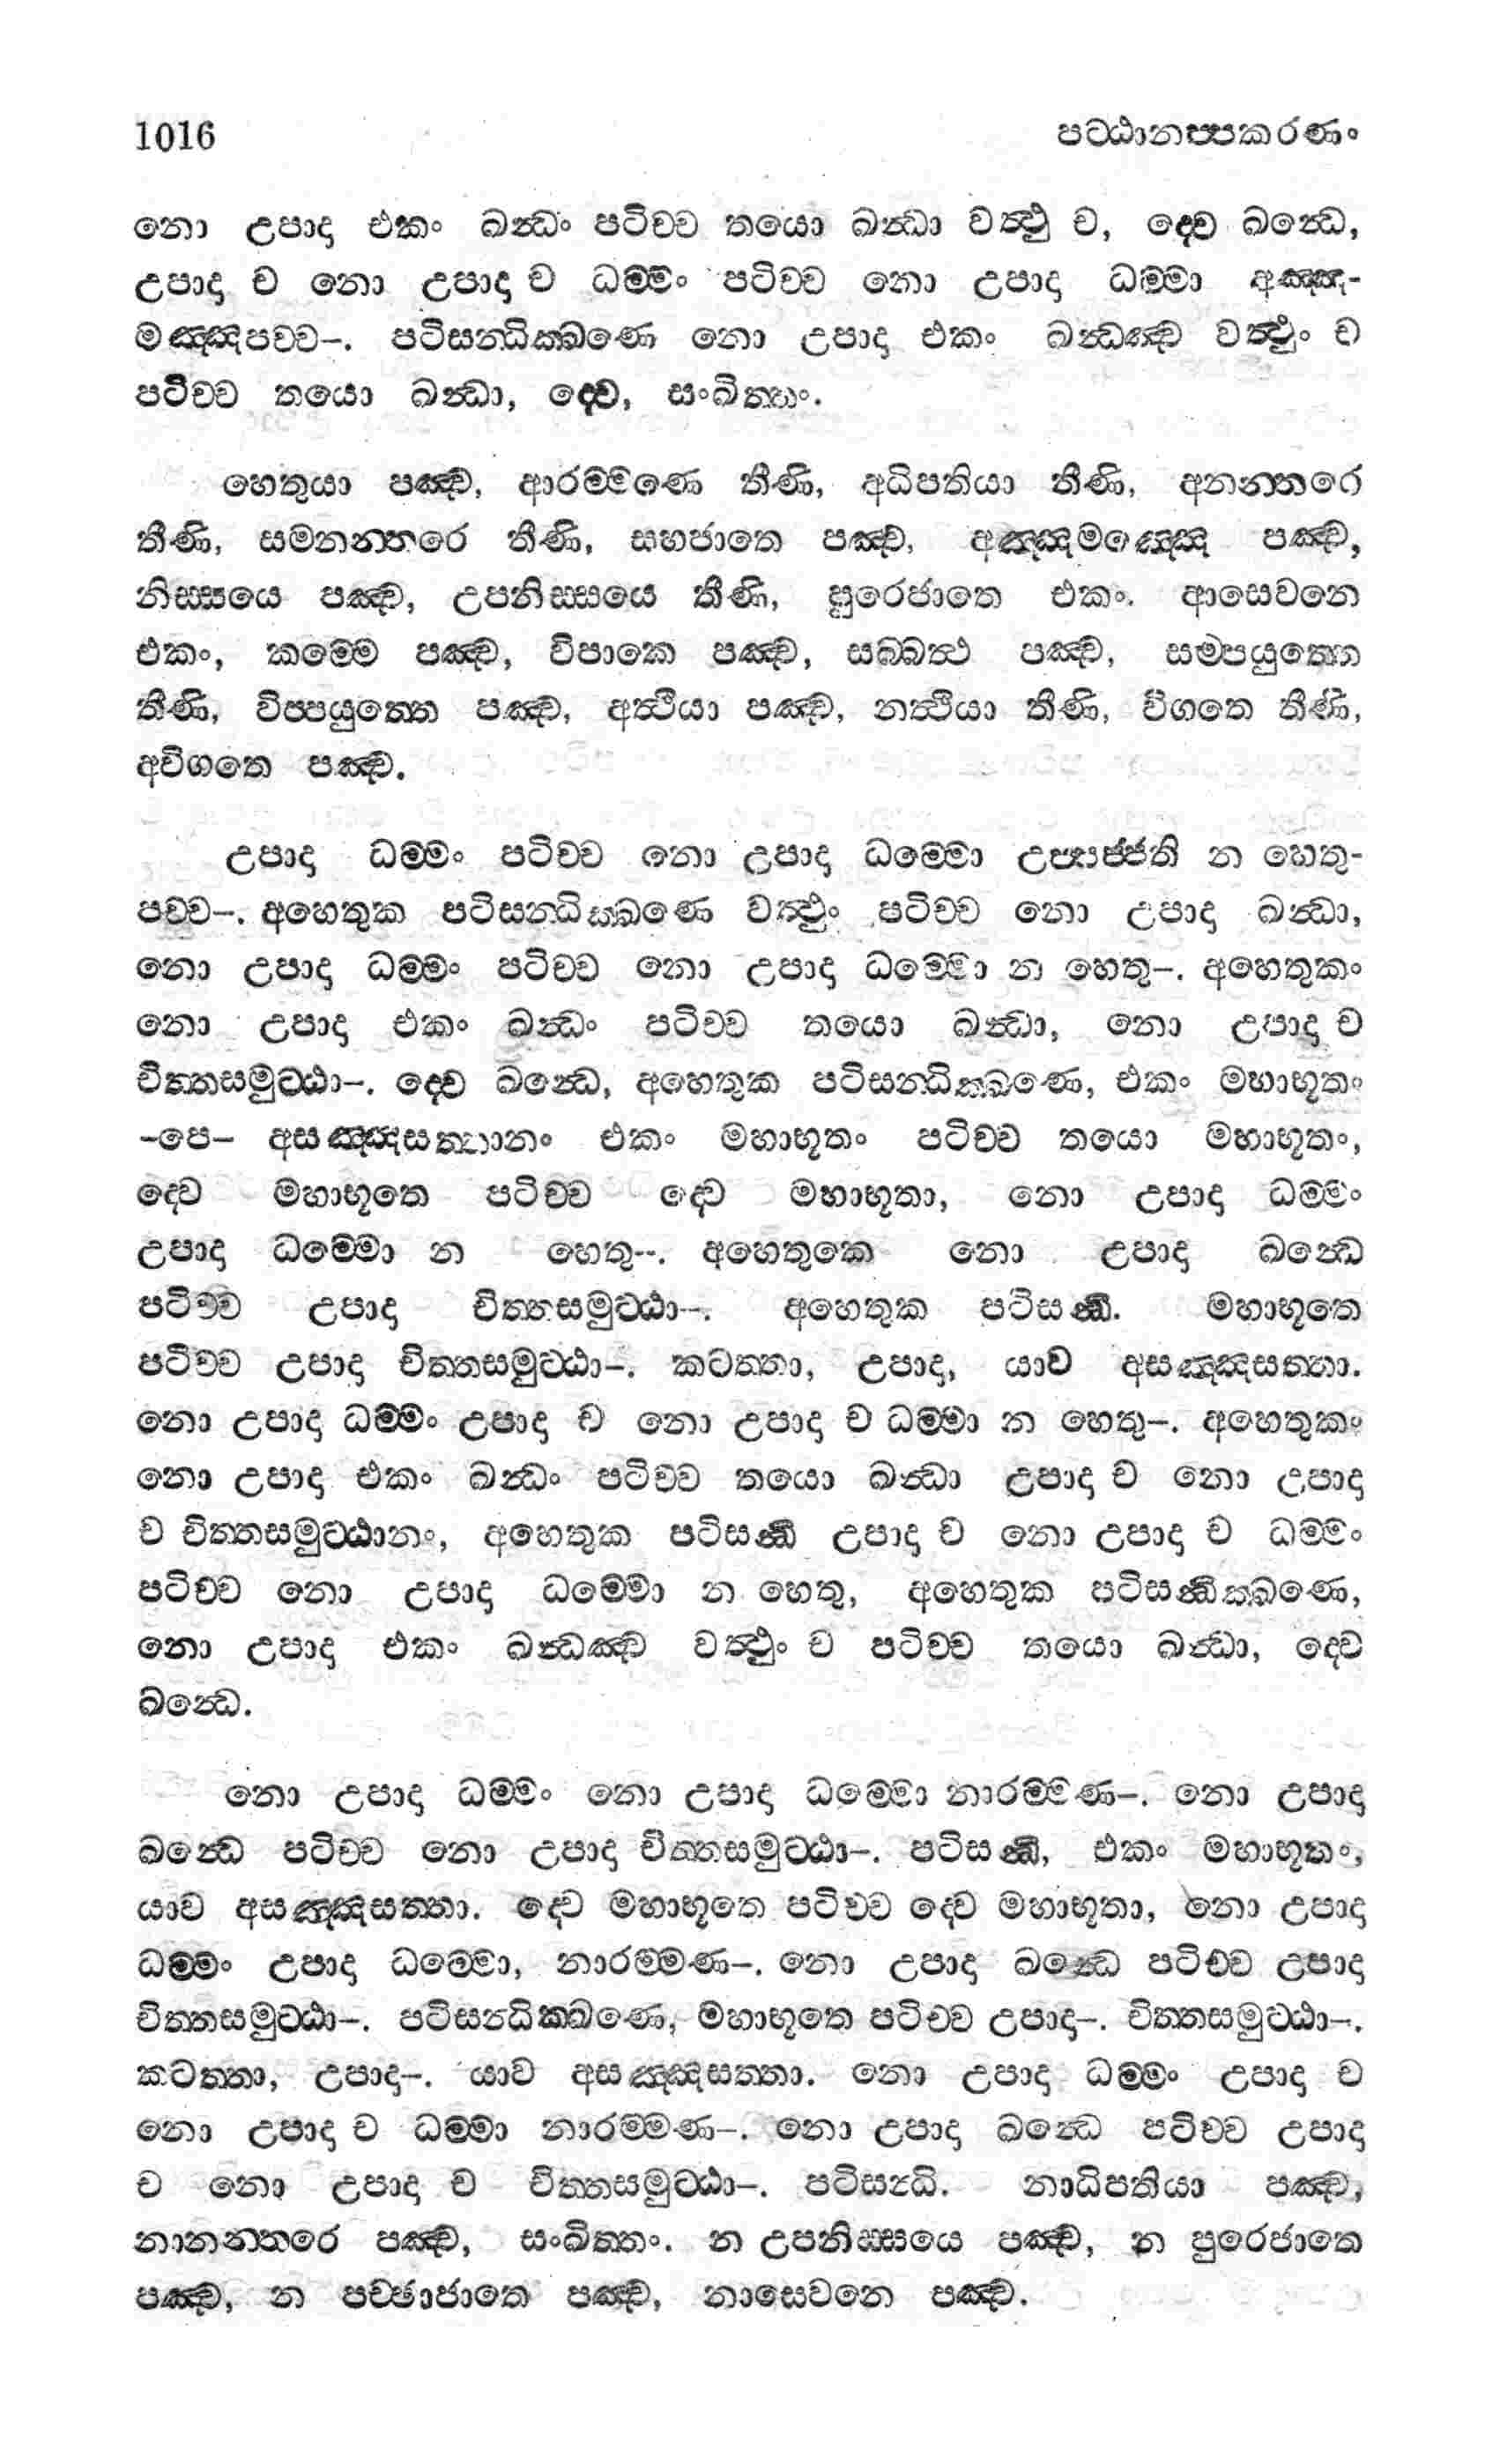 1016 පට්ඨානප්පකරණං
නො උපාදා එකං ඛන්ධං පටිච්ච තයො ඛන්ධා වත්ථු ච, ද්වෙ ඛන්ධෙ,
උපාදා ච නො උපාදා ච ධම්මං පටිච්ච නො උපාදා ධම්මා අඤ්ඤ-
මඤ්ඤපච්ච-. පටිසන්ධික්ඛණෙ නො උපාදා එකං ඛන්ධඤ්ච වත්ථුං ච
පටිච්ච තයො ඛන්ධා, ද්වෙ, සංඛිත්තං.
හෙතුයා පඤ්ච, ආරම්මණෙ තීණි, අධිපතියා තීණි, අනන්තරෙ
තීණි, සමනන්තරෙ තීණි, සහජාතෙ පඤ්ච, අඤ්ඤමඤ්ඤෙ පඤ්ච,
නිස්සයෙ පඤ්ච, උපනිස්සයෙ තීණි, පුරෙජාතෙ එකං. ආසෙවනෙ
එකං, කම්මෙ පඤ්ච, විපාකෙ පඤ්ච, සබ්බත්ථ පඤ්ච, සම්පයුත්තෙ
තීණි, විප්පයුත්තෙ පඤ්ච, අත්ථියා පඤ්ච, නත්ථියා තීණි, විගතෙ තීණි,
අවිගතෙ පඤ්ච.
උපාදා ධම්මං පටිච්ච නො උපාදා ධම්මො උප්පජ්ජති න හෙතු-
පච්ච-. අහෙතුක පටිසන්ධික්ඛණෙ වත්ථුං පටිච්ච නො උපාදා ඛන්ධා,
නො උපාදා ධම්මං පටිච්ච නො උපාදා ධම්මො න හෙතු-. අහෙතුකං
නො උපාදා එකං ඛන්ධං පටිච්ච තයො ඛන්ධා, නො උපාදා ච
චිත්තසමුට්ඨා-. ද්වෙ ඛන්ධෙ, අහෙතුක පටිසන්ධික්ඛණෙ, එකං මහාභූතං
-පෙ- අසඤ්ඤසත්තානං එකං මහාභූතං පටිච්ච තයො මහාභූතං,
ද්වෙ මහාභූතෙ පටිච්ච ද්වෙ මහාභූතා, නො උපාදා ධම්මං
උපාදා ධම්මො න හෙතු--. අහෙතුකෙ නො උපාදා ඛන්ධෙ
පටිච්ච උපාදා චිත්තසමුට්ඨා-. අහෙතුක පටිසන්ධි. මහාභූතෙ
පටිච්ච උපාදා චිත්තසමුට්ඨා-. කටත්තා, උපාදා, යාව අසඤ්ඤසත්තා.
නො උපාදා ධම්මං උපාදා ච නො උපාදා ච ධම්මා න හෙතු-. අහෙතුකං
නො උපාදා එකං ඛන්ධං පටිච්ච තයො ඛන්ධා උපාදා ච නො උපාදා
ච චිත්තසමුට්ඨානං, අහෙතුක පටිසන්ධි උපාදා ච නො උපාදා ච ධම්මං
පටිච්ච නො උපාදා ධම්මො න හෙතු, අහෙතුක පටිසන්ධික්ඛණෙ,
නො උපාදා එකං ඛන්ධඤ්ච වත්ථුං ච පටිච්ච තයො ඛන්ධා, ද්වෙ
ඛන්ධෙ.
නො උපාදා ධම්මං නො උපාදා ධම්මො නාරම්මණ-. නො උපාදා
ඛන්ධෙ පටිච්ච නො උපාදා චිත්තසමුට්ඨා-. පටිසන්ධි, එකං මහාභූතං,
යාව අසඤ්ඤසත්තා. ද්වෙ මහාභූතෙ පටිච්ච ද්වෙ මහාභූතා, නො උපාදා
ධම්මං උපාදා ධම්මො, නාරම්මණ-. නො උපාදා ඛන්ධෙ පටිච්ච උපාදා
චිත්තසමුට්ඨා-. පටිසන්ධික්ඛණෙ, මහාභූතෙ පටිච්ච උපාදා-. චිත්තසමුට්ඨා-.
කටත්තා, උපාදා-. යාව අසඤ්ඤසත්තා. නො උපාදා ධම්මං උපාදා ච
නො උපාදා ච ධම්මා නාරම්මණ-. නො උපාදා ඛන්ධෙ පටිච්ච උපාදා
ච නො උපාදා ච චිත්තසමුට්ඨා-. පටිසන්ධි. නාධිපතියා පඤ්ච,
නානන්තරෙ පඤ්ච, සංඛිත්තං. න උපනිස්සයෙ පඤ්ච, න පුරෙජාතෙ
පඤ්ච, න පච්ඡාජාතෙ පඤ්ච, නාසෙවනෙ පඤ්ච.